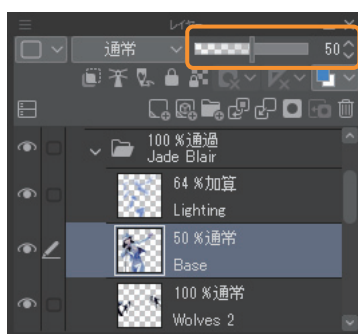 レイヤー
通常
50
100 %通過
Jade Blair
64 %加算
Lighting
50 %通常
Base
100 %通常
Wolves 2